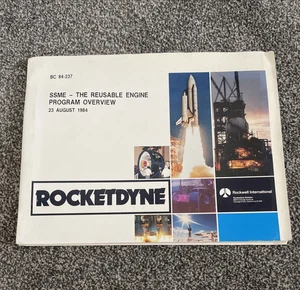 BC 84-237
SSME - THE REUSABLE ENGINE
PROGRAM OVERVIEW
23 AUGUST 1984
ROCKETDYNE
Rockwell International